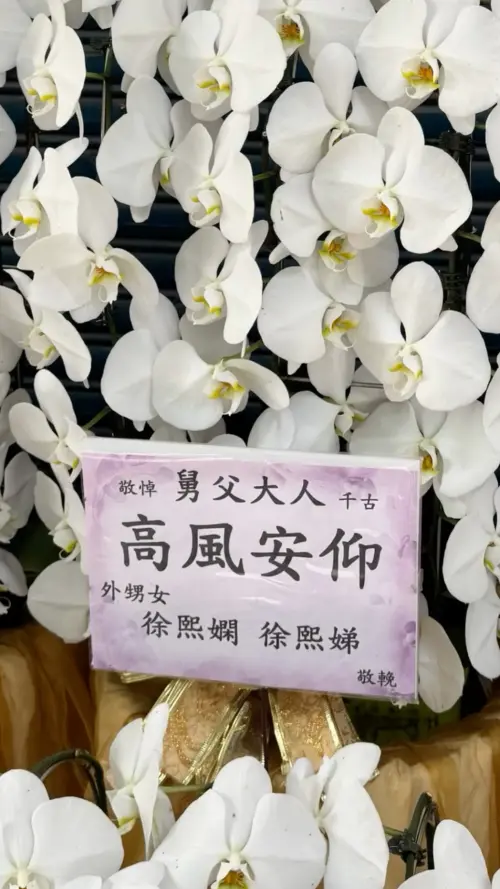 敬悼 舅父大人 千古
高風安仰
外甥女
徐熙嫻 徐熙娣
敬輓